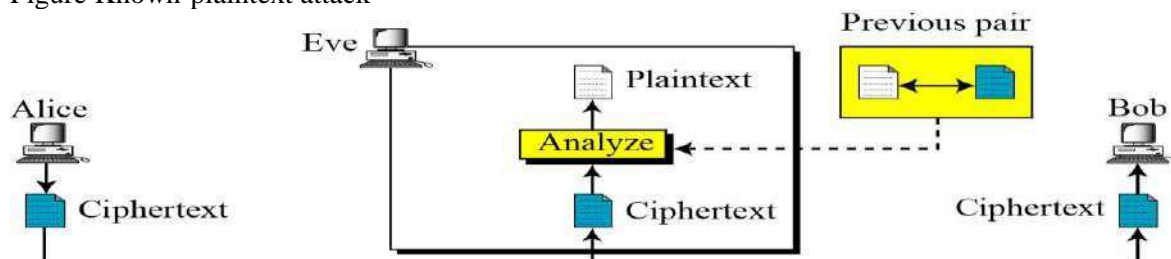 Figure Known-plaintext attack
Previous pair
Eve
Plaintext
Alice
Bob
Analyze
Ciphertext
Ciphertext
Ciphertext